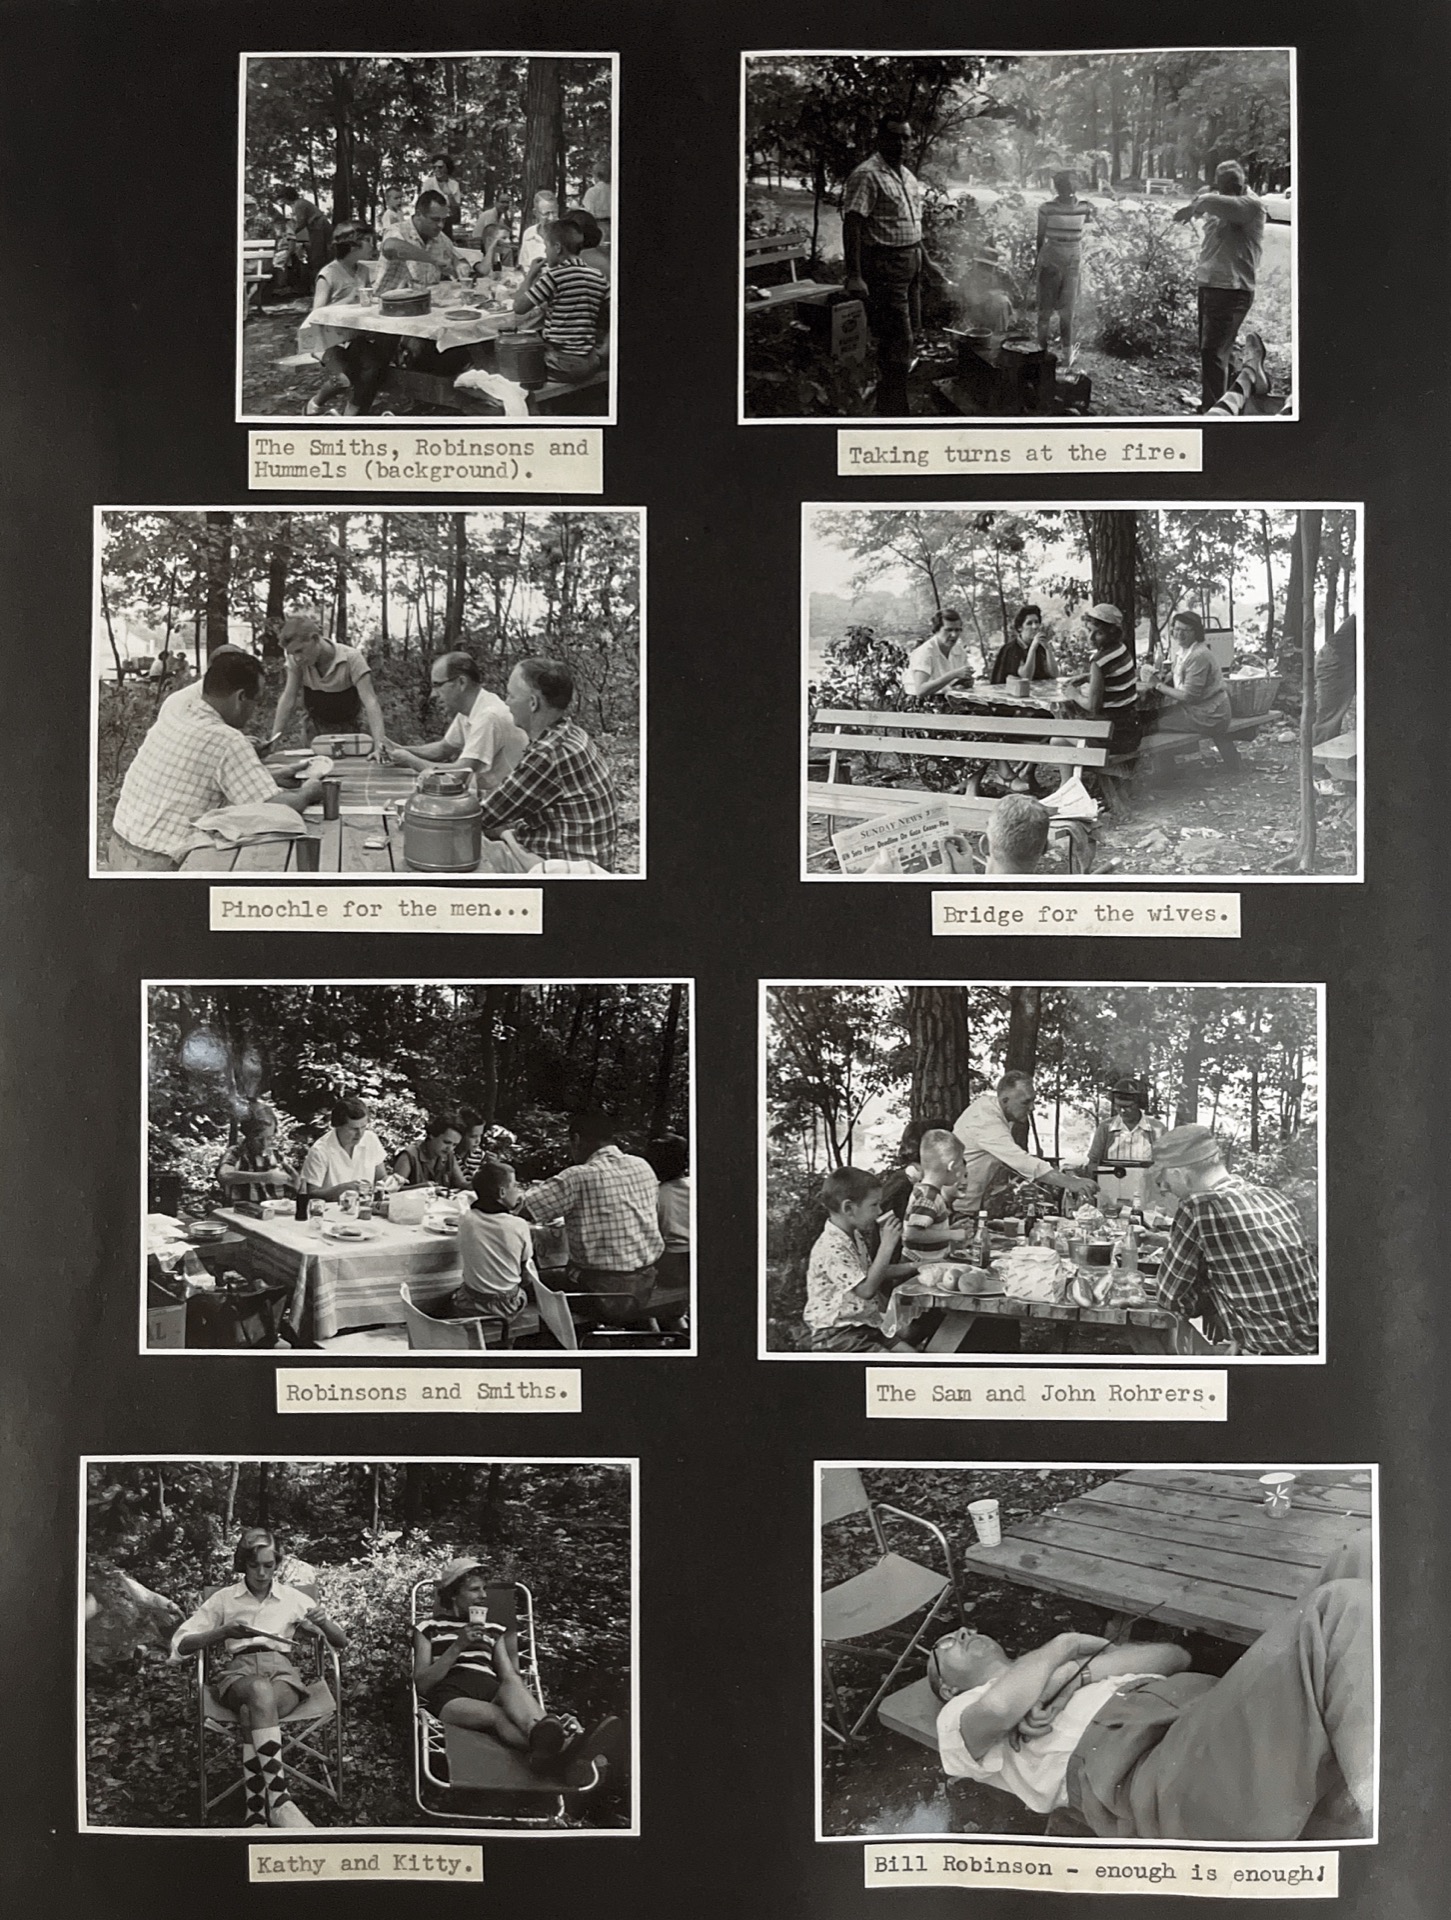 The Smiths, Robinsons and
Hummels (background).
Taking turns at the fire.
Pinochle for the men...
SUNDAY NEWS
Bridge for the wives.
Robinsons and Smiths.
The Sam and John Rohrers.
Kathy and Kitty.
Bill Robinson - enough is enough!